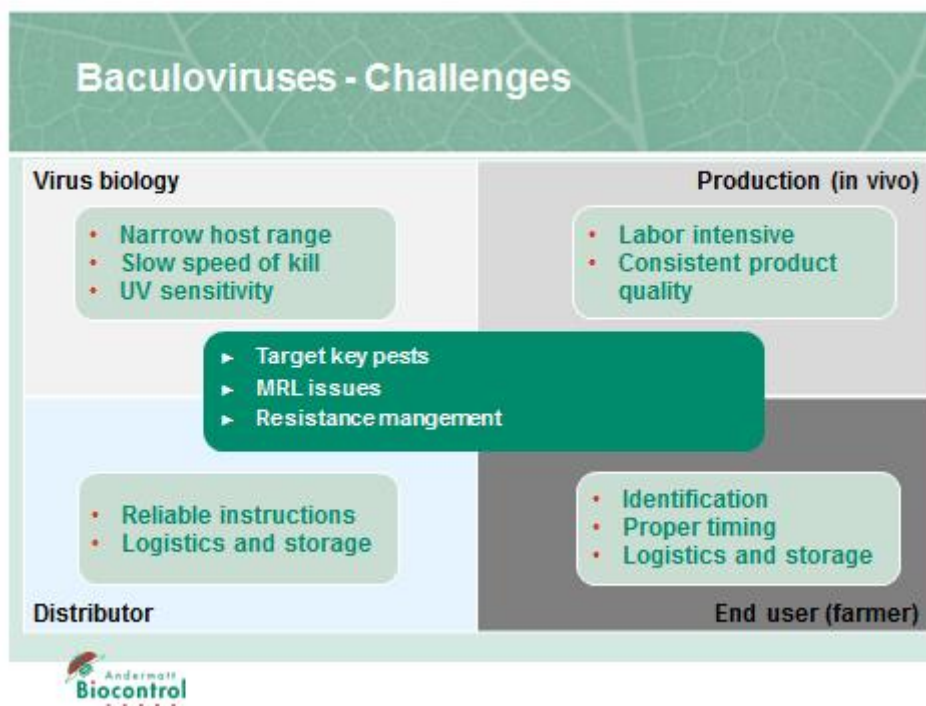 Baculoviruses - Challenges
Virus biology
Production (in vivo)
• Narrow host range
• Slow speed of kill
• UV sensitivity
• Labor intensive
• Consistent product
quality
► Target key pests
► MRL issues
► Resistance mangement
• Reliable instructions
• Logistics and storage
• Identification
• Proper timing
• Logistics and storage
Distributor
End user (farmer)
Andermatt
Biocontrol